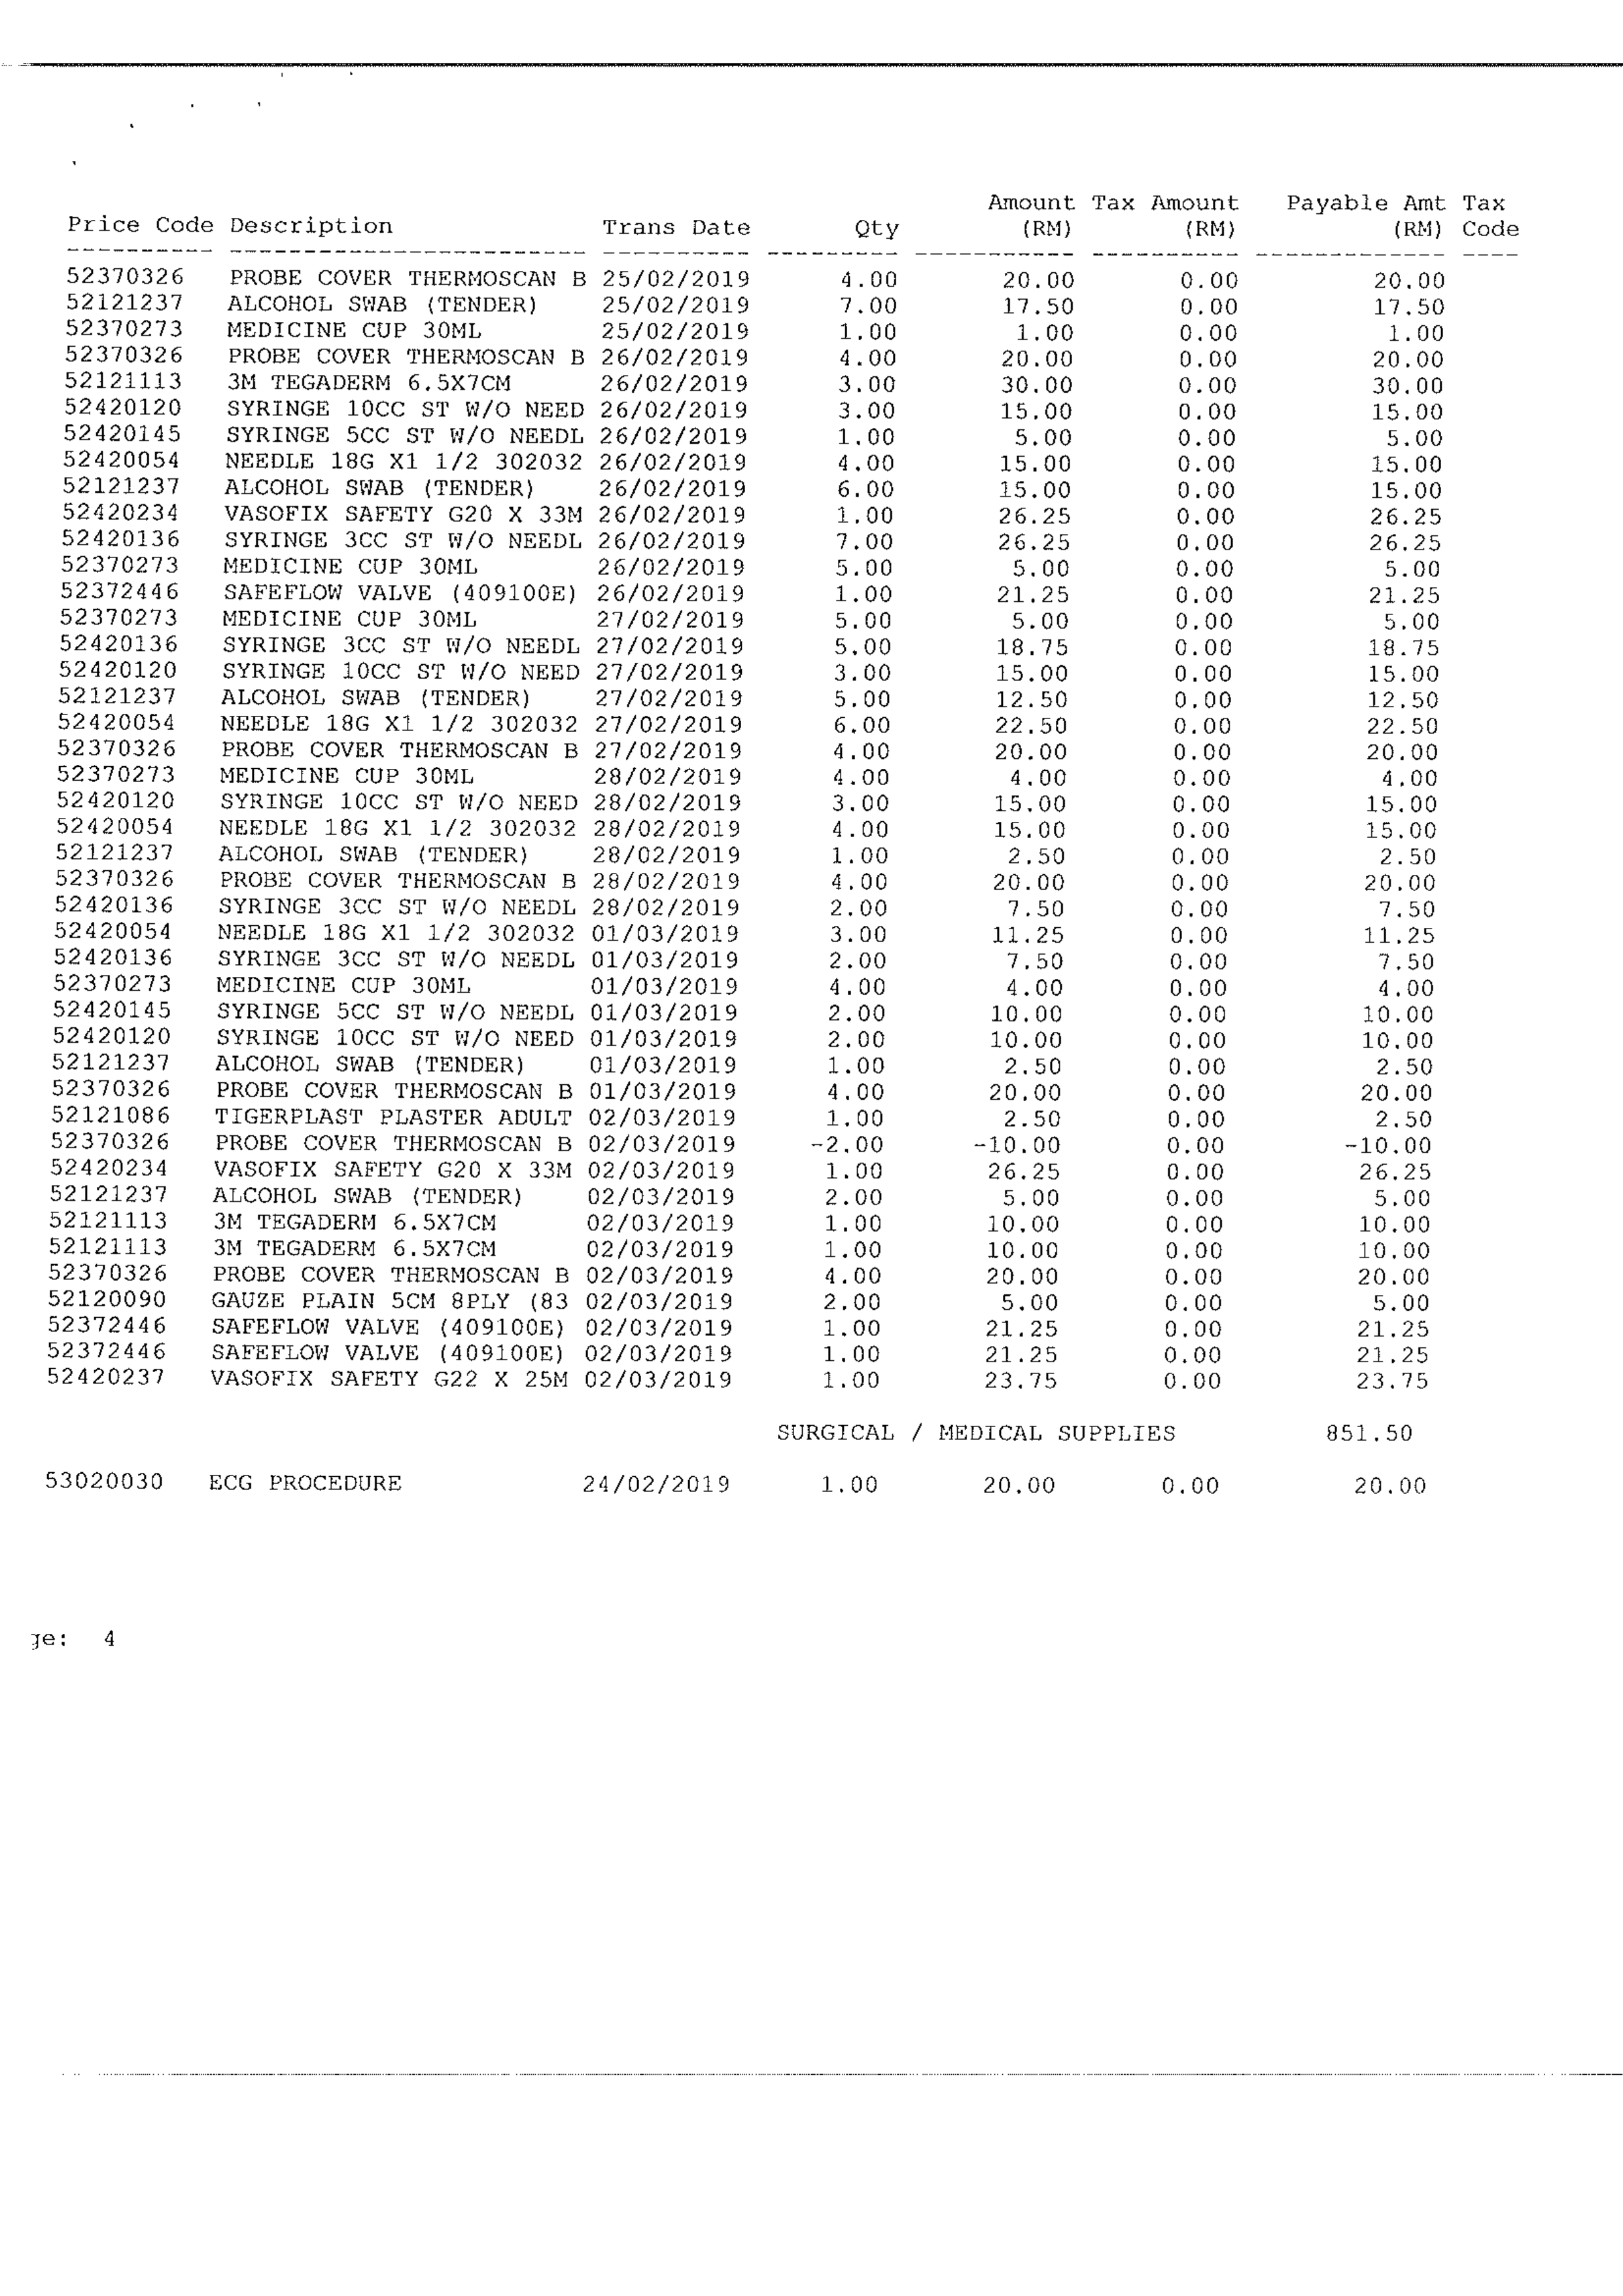 Amount Tax Amount Payable Amt Tax
Price Code Description Trans Date Qty (RM) (RM) (RM) Code
---------- ------------------------ ---------- --------- ----------- ---------- ------------- ----
52370326 PROBE COVER THERMOSCAN B 25/02/2019 4.00 20.00 0.00 20.00
52121237 ALCOHOL SWAB (TENDER) 25/02/2019 7.00 17.50 0.00 17.50
52370273 MEDICINE CUP 30ML 25/02/2019 1.00 1.00 0.00 1.00
52370326 PROBE COVER THERMOSCAN B 26/02/2019 4.00 20.00 0.00 20.00
52121113 3M TEGADERM 6.5X7CM 26/02/2019 3.00 30.00 0.00 30.00
52420120 SYRINGE 10CC ST W/O NEED 26/02/2019 3.00 15.00 0.00 15.00
52420145 SYRINGE 5CC ST W/O NEEDL 26/02/2019 1.00 5.00 0.00 5.00
52420054 NEEDLE 18G X1 1/2 302032 26/02/2019 4.00 15.00 0.00 15.00
52121237 ALCOHOL SWAB (TENDER) 26/02/2019 6.00 15.00 0.00 15.00
52420234 VASOFIX SAFETY G20 X 33M 26/02/2019 1.00 26.25 0.00 26.25
52420136 SYRINGE 3CC ST W/O NEEDL 26/02/2019 7.00 26.25 0.00 26.25
52370273 MEDICINE CUP 30ML 26/02/2019 5.00 5.00 0.00 5.00
52372446 SAFEFLOW VALVE (409100E) 26/02/2019 1.00 21.25 0.00 21.25
52370273 MEDICINE CUP 30ML 27/02/2019 5.00 5.00 0.00 5.00
52420136 SYRINGE 3CC ST W/O NEEDL 27/02/2019 5.00 18.75 0.00 18.75
52420120 SYRINGE 10CC ST W/O NEED 27/02/2019 3.00 15.00 0.00 15.00
52121237 ALCOHOL SWAB (TENDER) 27/02/2019 5.00 12.50 0.00 12.50
52420054 NEEDLE 18G X1 1/2 302032 27/02/2019 6.00 22.50 0.00 22.50
52370326 PROBE COVER THERMOSCAN B 27/02/2019 4.00 20.00 0.00 20.00
52370273 MEDICINE CUP 30ML 28/02/2019 4.00 4.00 0.00 4.00
52420120 SYRINGE 10CC ST W/O NEED 28/02/2019 3.00 15.00 0.00 15.00
52420054 NEEDLE 18G X1 1/2 302032 28/02/2019 4.00 15.00 0.00 15.00
52121237 ALCOHOL SWAB (TENDER) 28/02/2019 1.00 2.50 0.00 2.50
52370326 PROBE COVER THERMOSCAN B 28/02/2019 4.00 20.00 0.00 20.00
52420136 SYRINGE 3CC ST W/O NEEDL 28/02/2019 2.00 7.50 0.00 7.50
52420054 NEEDLE 18G X1 1/2 302032 01/03/2019 3.00 11.25 0.00 11.25
52420136 SYRINGE 3CC ST W/O NEEDL 01/03/2019 2.00 7.50 0.00 7.50
52370273 MEDICINE CUP 30ML 01/03/2019 4.00 4.00 0.00 4.00
52420145 SYRINGE 5CC ST W/O NEEDL 01/03/2019 2.00 10.00 0.00 10.00
52420120 SYRINGE 10CC ST W/O NEED 01/03/2019 2.00 10.00 0.00 10.00
52121237 ALCOHOL SWAB (TENDER) 01/03/2019 1.00 2.50 0.00 2.50
52370326 PROBE COVER THERMOSCAN B 01/03/2019 4.00 20.00 0.00 20.00
52121086 TIGERPLAST PLASTER ADULT 02/03/2019 1.00 2.50 0.00 2.50
52370326 PROBE COVER THERMOSCAN B 02/03/2019 -2.00 -10.00 0.00 -10.00
52420234 VASOFIX SAFETY G20 X 33M 02/03/2019 1.00 26.25 0.00 26.25
52121237 ALCOHOL SWAB (TENDER) 02/03/2019 2.00 5.00 0.00 5.00
52121113 3M TEGADERM 6.5X7CM 02/03/2019 1.00 10.00 0.00 10.00
52121113 3M TEGADERM 6.5X7CM 02/03/2019 1.00 10.00 0.00 10.00
52370326 PROBE COVER THERMOSCAN B 02/03/2019 4.00 20.00 0.00 20.00
52120090 GAUZE PLAIN 5CM 8PLY (83 02/03/2019 2.00 5.00 0.00 5.00
52372446 SAFEFLOW VALVE (409100E) 02/03/2019 1.00 21.25 0.00 21.25
52372446 SAFEFLOW VALVE (409100E) 02/03/2019 1.00 21.25 0.00 21.25
52420237 VASOFIX SAFETY G22 X 25M 02/03/2019 1.00 23.75 0.00 23.75
SURGICAL / MEDICAL SUPPLIES 851.50
53020030 ECG PROCEDURE 24/02/2019 1.00 20.00 0.00 20.00
ge: 4